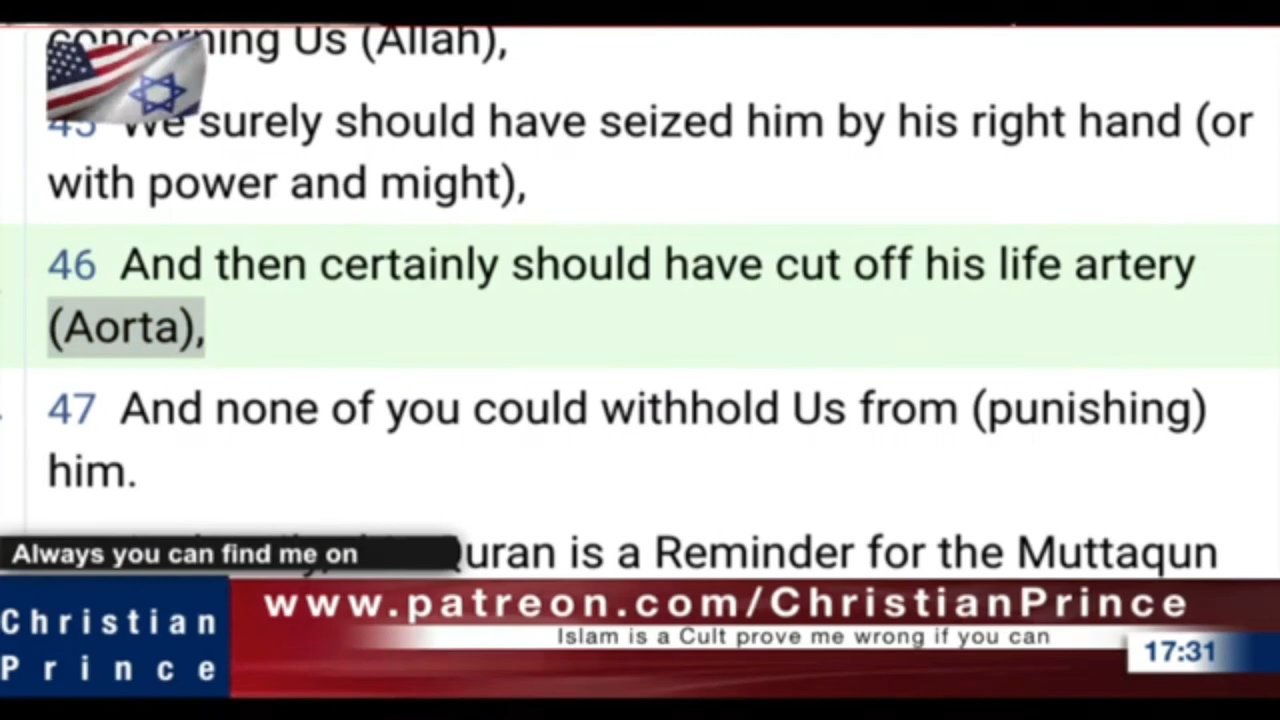 concerning Us (Allah),
45 We surely should have seized him by his right hand (or
with power and might),
46 And then certainly should have cut off his life artery
(Aorta),
47 And none of you could withhold Us from (punishing)
him.
Quran is a Reminder for the Muttaqun
Always you can find me on
www.patreon.com/ChristianPrince
Islam is a Cult prove me wrong if you can
Christian
Prince
17:31